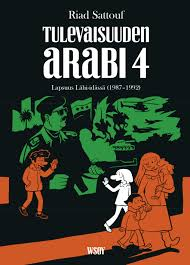 Riad Sattouf
TULEVAISUUDEN
ARABI 4
Lapsuus Lähi-idässä (1987–1992)
WSOY